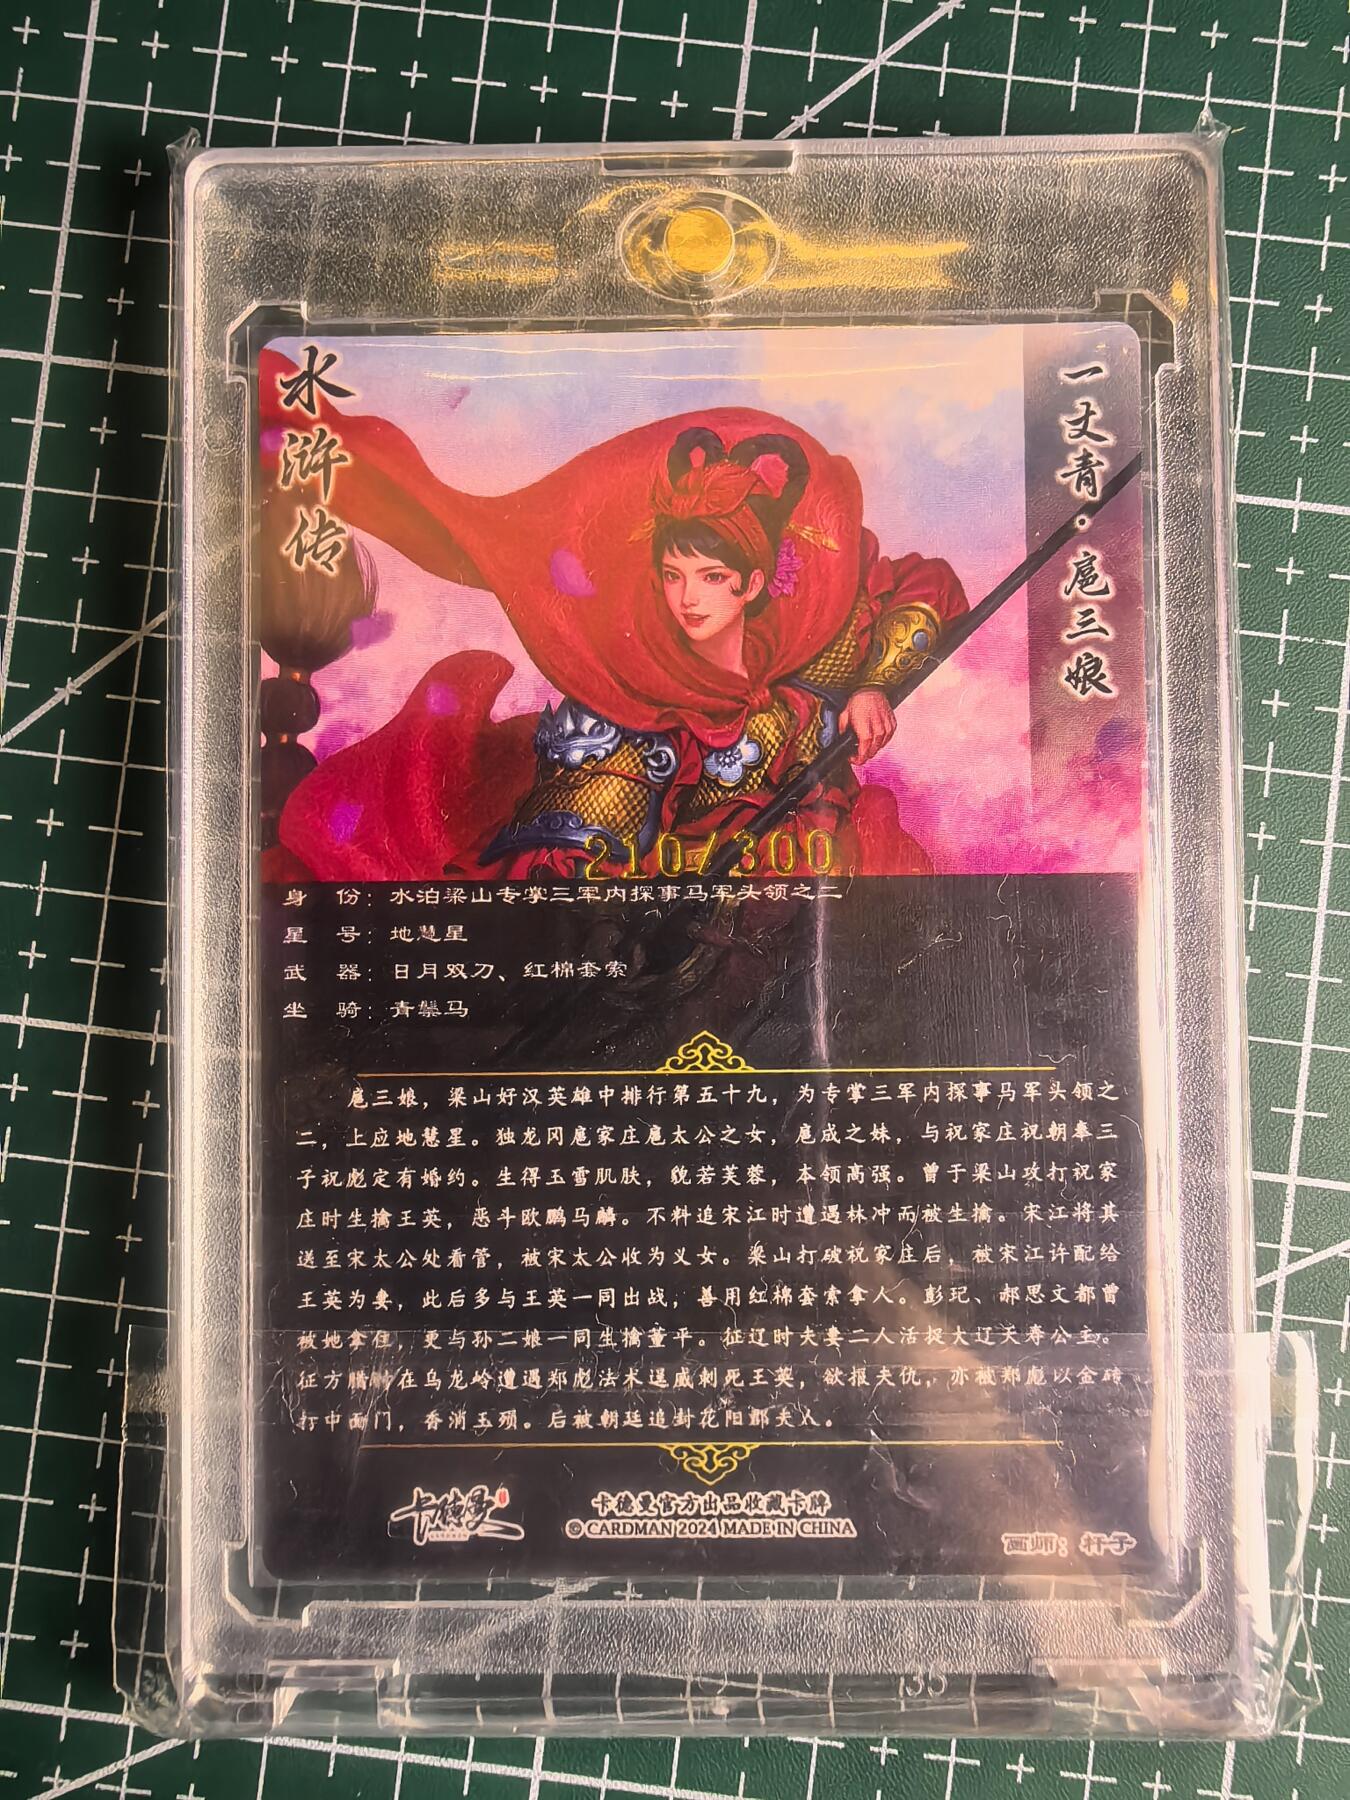 水浒传
一丈青·扈三娘
210/300
身 份：水泊梁山专掌三军内探事马军头领之二
星 号：地慧星
武 器：日月双刀、红棉套索
坐 骑：青鬃马
扈三娘，梁山好汉英雄中排行第五十九，为专掌三军内探事马军头领之
二，上应地慧星。独龙冈扈家庄扈太公之女，扈成之妹，与祝家庄祝朝奉三
子祝彪定有婚约。生得玉雪肌肤，貌若芙蓉，本领高强。曾于梁山攻打祝家
庄时生擒王英，恶斗欧鹏马麟。不料追宋江时遭遇林冲而被生擒。宋江将其
送至宋太公处看管，被宋太公收为义女。梁山打破祝家庄后，被宋江许配给
王英为妻，此后多与王英一同出战，善用红棉套索拿人。彭玘、郝思文都曾
被她拿住，更与孙二娘一同生擒董平。征辽时夫妻二人活捉大辽天寿公主。
征方腊时在乌龙岭遭遇郑彪法术逞威刺死王英，欲报夫仇，亦被郑彪以金砖
打中面门，香消玉殒。后被朝廷追封花阳郡夫人。
卡德曼
CARDMAN
卡德曼官方出品收藏卡牌
© CARDMAN 2024 MADE IN CHINA
画师：杆子
35